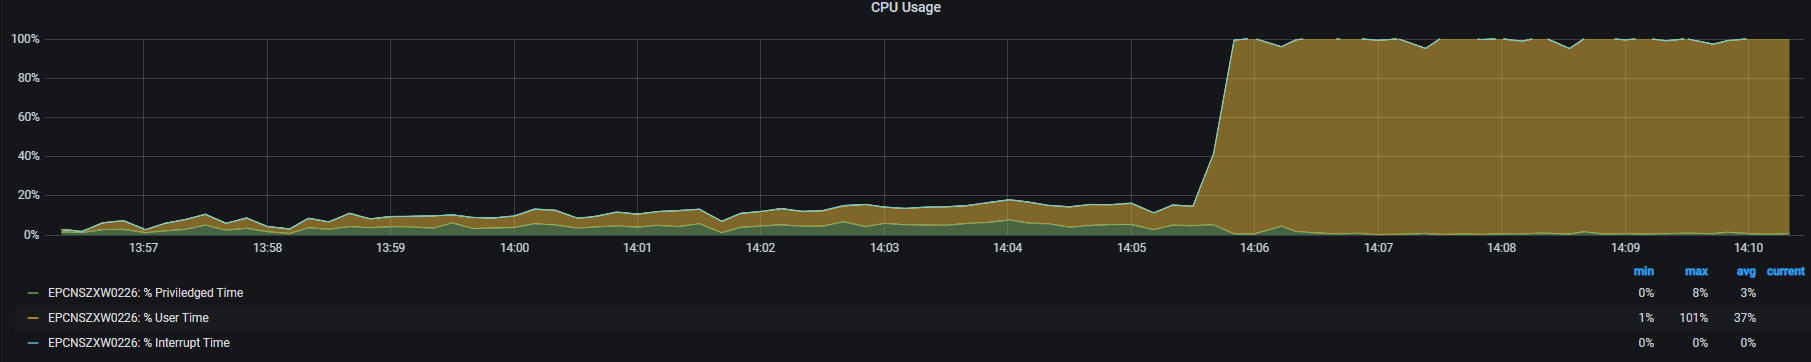 CPU Usage
100%
80%
60%
40%
20%
0%
13:57 13:58 13:59 14:00 14:01 14:02 14:03 14:04 14:05 14:06 14:07 14:08 14:09 14:10
min max avg current
EPCNSZXW0226: % Priviledged Time 0% 8% 3%
EPCNSZXW0226: % User Time 1% 101% 37%
EPCNSZXW0226: % Interrupt Time 0% 0% 0%